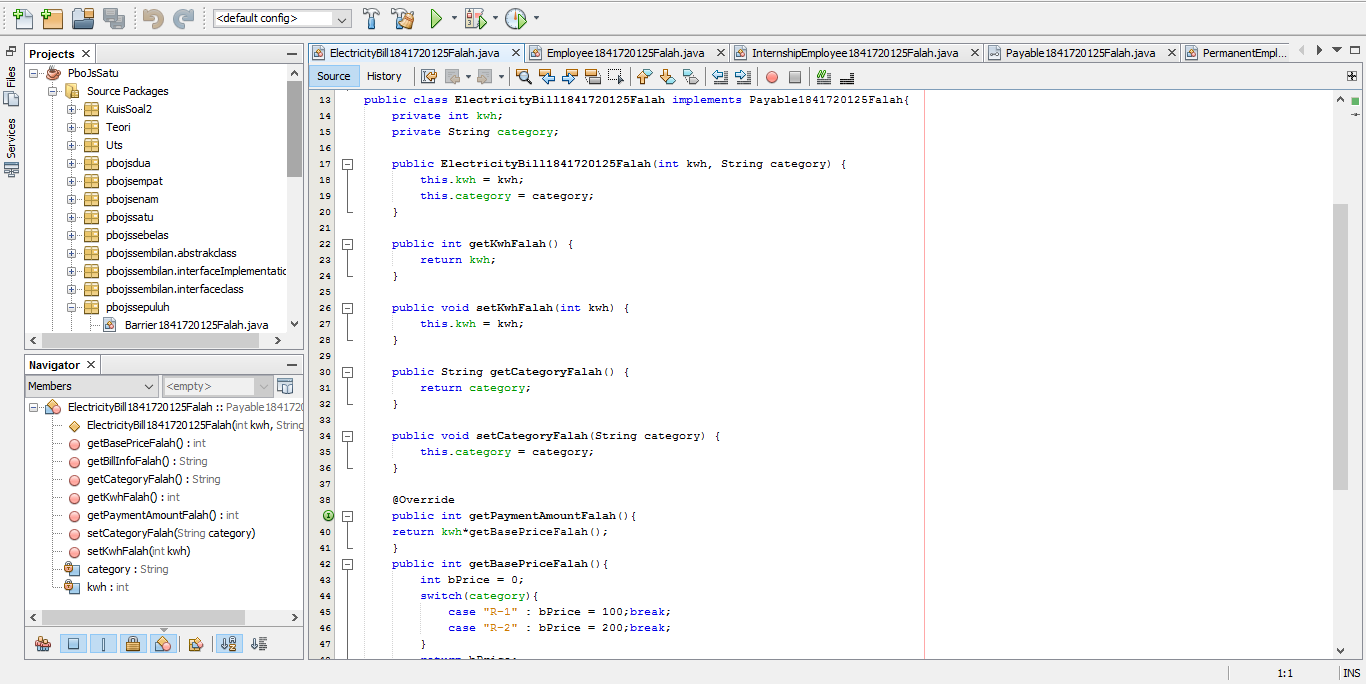 <default config>
Projects
ElectricityBill1841720125Falah.java
Employee1841720125Falah.java
InternshipEmployee1841720125Falah.java
Payable1841720125Falah.java
PermanentEmpl...
Files
Services
Source
History
PboJsSatu
Source Packages
KuisSoal2
Teori
Uts
pbojsdua
pbojsempat
pbojsenam
pbojssatu
pbojssebelas
pbojssembilan.abstrakclass
pbojssembilan.interfaceImplementatic
pbojssembilan.interfaceclass
pbojssepuluh
Barrier1841720125Falah.java
Navigator
Members
<empty>
ElectricityBill1841720125Falah :: Payable184172
ElectricityBill1841720125Falah(int kwh, String
getBasePriceFalah() : int
getBillInfoFalah() : String
getCategoryFalah() : String
getKwhFalah() : int
getPaymentAmountFalah() : int
setCategoryFalah(String category)
setKwhFalah(int kwh)
category : String
kwh : int
13 public class ElectricityBill1841720125Falah implements Payable1841720125Falah{
14 private int kwh;
15 private String category;
16
17 public ElectricityBill1841720125Falah(int kwh, String category) {
18 this.kwh = kwh;
19 this.category = category;
20 }
21
22 public int getKwhFalah() {
23 return kwh;
24 }
25
26 public void setKwhFalah(int kwh) {
27 this.kwh = kwh;
28 }
29
30 public String getCategoryFalah() {
31 return category;
32 }
33
34 public void setCategoryFalah(String category) {
35 this.category = category;
36 }
37
38 @Override
public int getPaymentAmountFalah(){
40 return kwh*getBasePriceFalah();
41 }
42 public int getBasePriceFalah(){
43 int bPrice = 0;
44 switch(category){
45 case "R-1" : bPrice = 100;break;
46 case "R-2" : bPrice = 200;break;
47 }
return bPrice;
1:1
INS